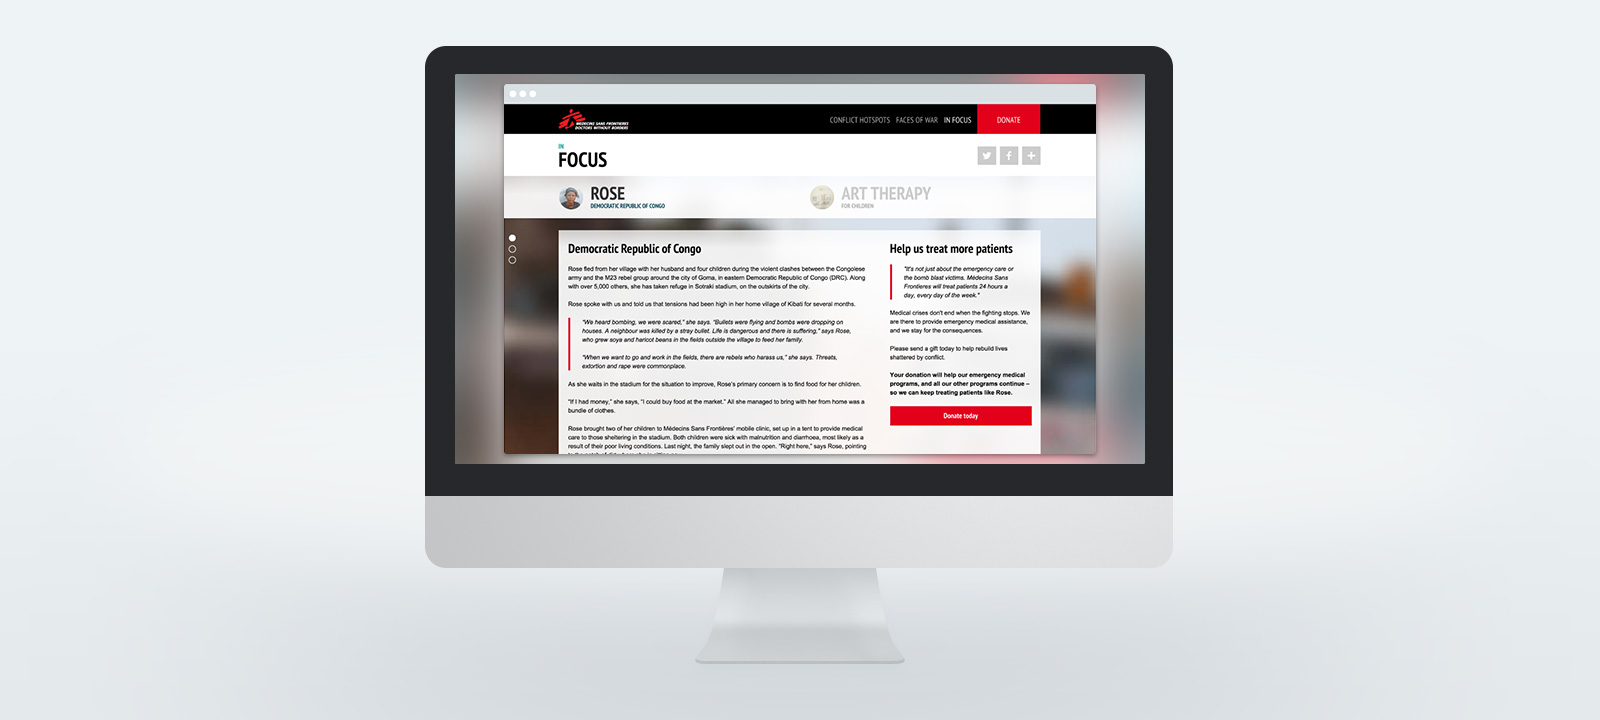 MEDECINS SANS FRONTIERES
DOCTORS WITHOUT BORDERS
CONFLICT HOTSPOTS FACES OF WAR IN FOCUS DONATE
IN
FOCUS
ROSE
DEMOCRATIC REPUBLIC OF CONGO
ART THERAPY
FOR CHILDREN
Democratic Republic of Congo
Rose fled from her village with her husband and four children during the violent clashes between the Congolese
army and the M23 rebel group around the city of Goma, in eastern Democratic Republic of Congo (DRC). Along
with over 5,000 others, she has taken refuge in Sotraki stadium, on the outskirts of the city.
Rose spoke with us and told us that tensions had been high in her home village of Kibati for several months.
"We heard bombing, we were scared," she says. "Bullets were flying and bombs were dropping on
houses. A neighbour was killed by a stray bullet. Life is dangerous and there is suffering," says Rose,
who grew soya and haricot beans in the fields outside the village to feed her family.
"When we want to go and work in the fields, there are rebels who harass us," she says. Threats,
extortion and rape were commonplace.
As she waits in the stadium for the situation to improve, Rose's primary concern is to find food for her children.
"If I had money," she says, "I could buy food at the market." All she managed to bring with her from home was a
bundle of clothes.
Rose brought two of her children to Médecins Sans Frontières' mobile clinic, set up in a tent to provide medical
care to those sheltering in the stadium. Both children were sick with malnutrition and diarrhoea, most likely as a
result of their poor living conditions. Last night, the family slept out in the open. "Right here," says Rose, pointing
Help us treat more patients
"It's not just about the emergency care or
the bomb blast victims. Médecins Sans
Frontieres will treat patients 24 hours a
day, every day of the week."
Medical crises don't end when the fighting stops. We
are there to provide emergency medical assistance,
and we stay for the consequences.
Please send a gift today to help rebuild lives
shattered by conflict.
Your donation will help our emergency medical
programs, and all our other programs continue –
so we can keep treating patients like Rose.
Donate today